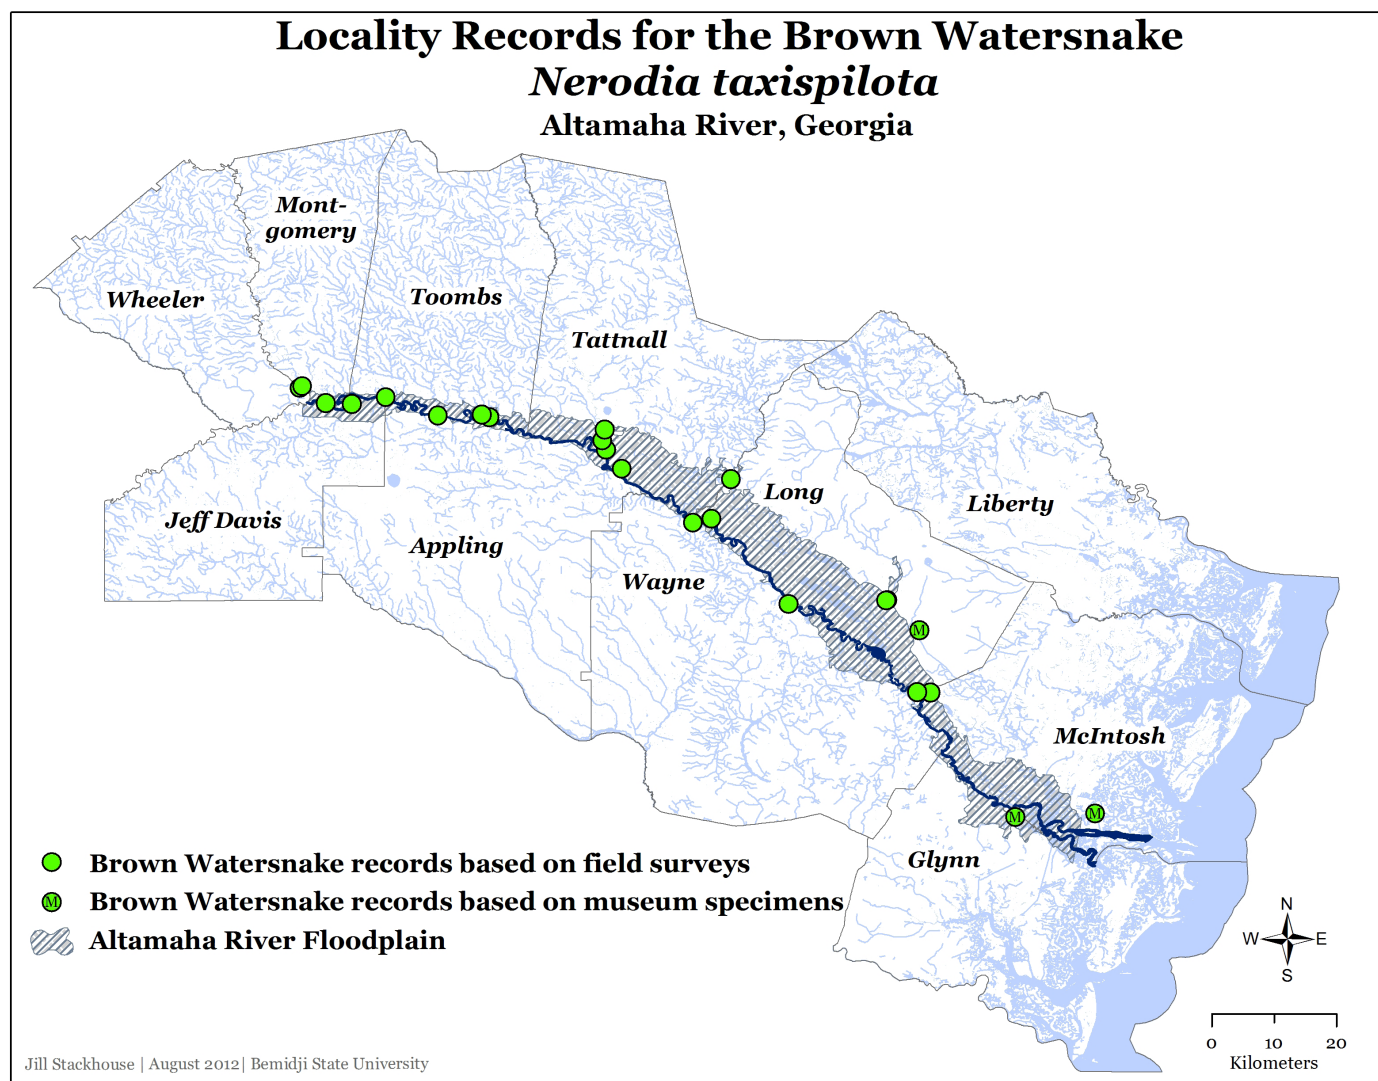 Locality Records for the Brown Watersnake
Nerodia taxispilota
Altamaha River, Georgia
Mont-
gomery
Wheeler
Toombs
Tattnall
Long
Liberty
Jeff Davis
Appling
Wayne
M
McIntosh
M
M
Glynn
Brown Watersnake records based on field surveys
M Brown Watersnake records based on museum specimens
Altamaha River Floodplain
N
W E
S
0 10 20
Kilometers
Jill Stackhouse | August 2012| Bemidji State University